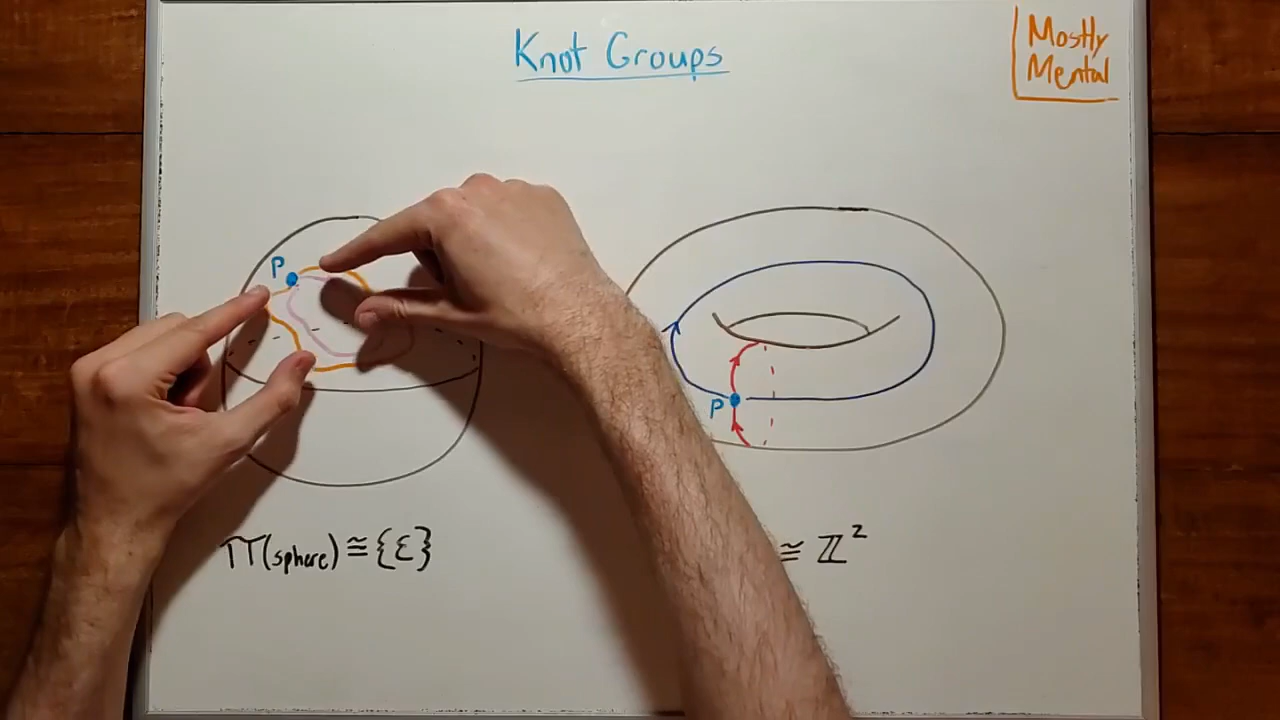 Knot Groups
Mostly
Mental
P
P
π(sphere) ≅ {ε}
≅ ℤ²